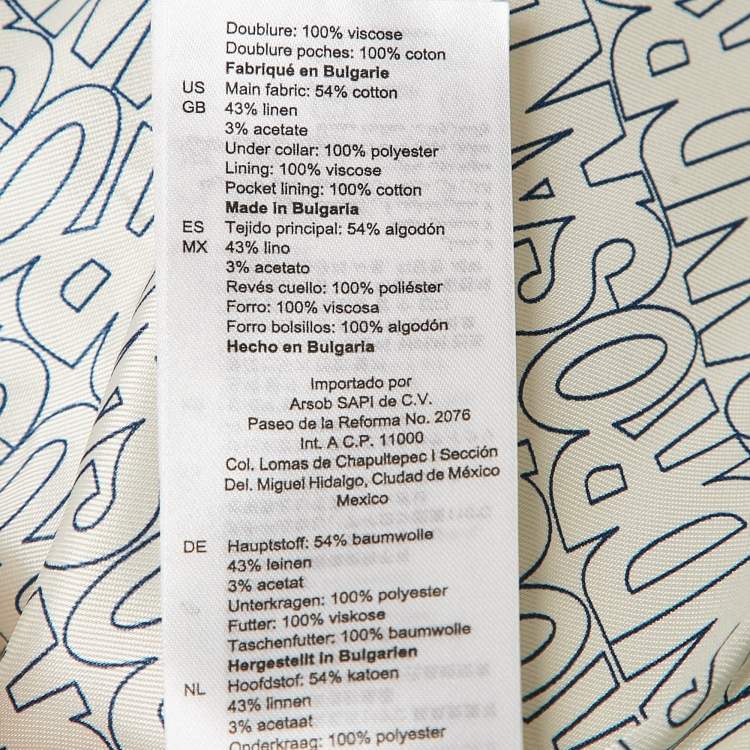 Doublure: 100% viscose
Doublure poches: 100% coton
Fabriqué en Bulgarie
US Main fabric: 54% cotton
GB 43% linen
3% acetate
Under collar: 100% polyester
Lining: 100% viscose
Pocket lining: 100% cotton
Made in Bulgaria
ES Tejido principal: 54% algodón
MX 43% lino
3% acetato
Revés cuello: 100% poliéster
Forro: 100% viscosa
Forro bolsillos: 100% algodón
Hecho en Bulgaria
Importado por
Arsob SAPI de C.V.
Paseo de la Reforma No. 2076
Int. A C.P. 11000
Col. Lomas de Chapultepec I Sección
Del. Miguel Hidalgo, Ciudad de México
Mexico
DE Hauptstoff: 54% baumwolle
43% leinen
3% acetat
Unterkragen: 100% polyester
Futter: 100% viskose
Taschenfutter: 100% baumwolle
Hergestellt in Bulgarien
NL Hoofdstof: 54% katoen
43% linnen
3% acetaat
Onderkraag: 100% polyester